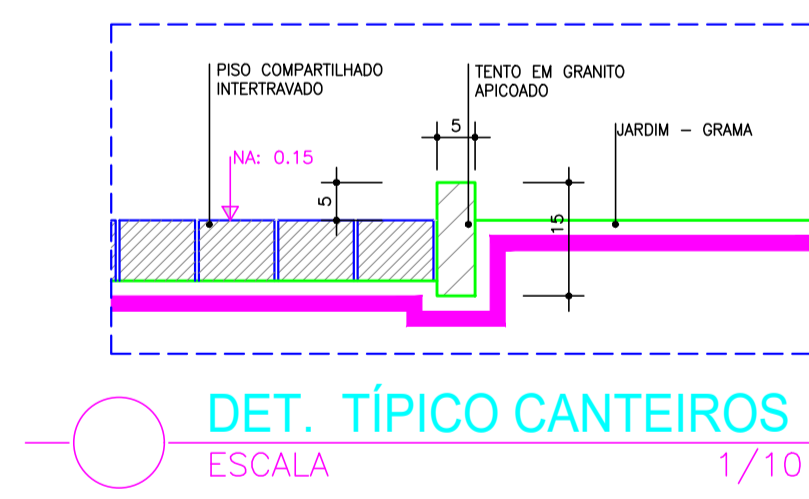 PISO COMPARTILHADO
INTERTRAVADO
TENTO EM GRANITO
APICOADO
5
JARDIM - GRAMA
NA: 0.15
5
15
DET. TÍPICO CANTEIROS
ESCALA 1/10